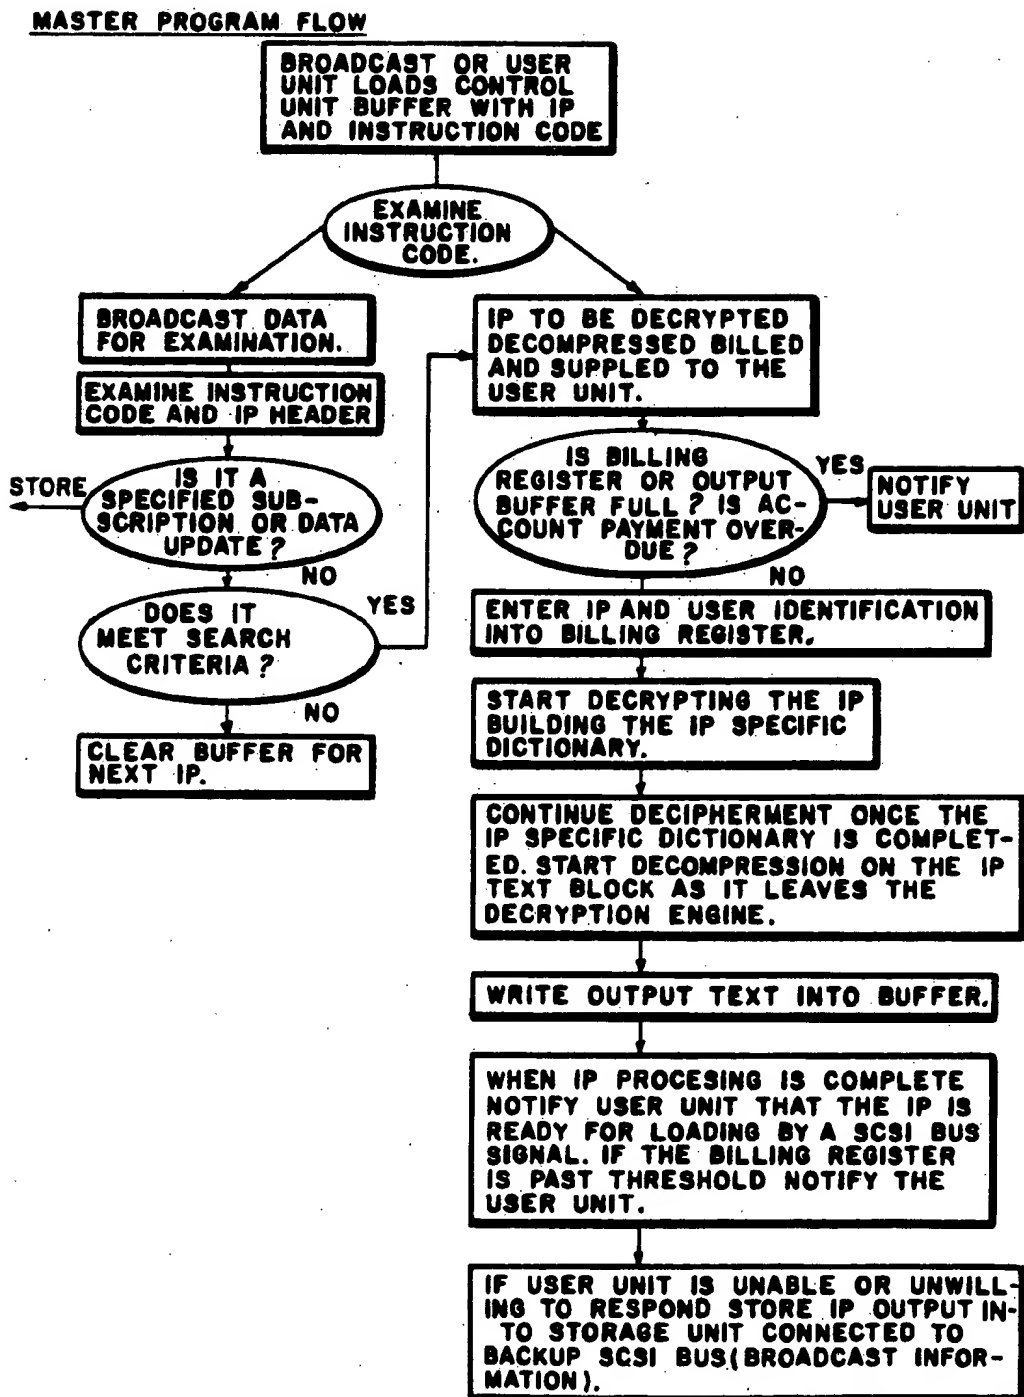 MASTER PROGRAM FLOW
BROADCAST OR USER
UNIT LOADS CONTROL
UNIT BUFFER WITH IP
AND INSTRUCTION CODE
EXAMINE
INSTRUCTION
CODE.
BROADCAST DATA
FOR EXAMINATION.
EXAMINE INSTRUCTION
CODE AND IP HEADER
STORE
IS IT A
SPECIFIED SUB-
SCRIPTION OR DATA
UPDATE?
NO
DOES IT
MEET SEARCH
CRITERIA?
YES
NO
CLEAR BUFFER FOR
NEXT IP.
IP TO BE DECRYPTED
DECOMPRESSED BILLED
AND SUPPLED TO THE
USER UNIT.
IS BILLING
REGISTER OR OUTPUT
BUFFER FULL? IS AC-
COUNT PAYMENT OVER-
DUE?
YES
NOTIFY
USER UNIT
NO
ENTER IP AND USER IDENTIFICATION
INTO BILLING REGISTER.
START DECRYPTING THE IP
BUILDING THE IP SPECIFIC
DICTIONARY.
CONTINUE DECIPHERMENT ONCE THE
IP SPECIFIC DICTIONARY IS COMPLET-
ED. START DECOMPRESSION ON THE IP
TEXT BLOCK AS IT LEAVES THE
DECRYPTION ENGINE.
WRITE OUTPUT TEXT INTO BUFFER.
WHEN IP PROCESING IS COMPLETE
NOTIFY USER UNIT THAT THE IP IS
READY FOR LOADING BY A SCSI BUS
SIGNAL. IF THE BILLING REGISTER
IS PAST THRESHOLD NOTIFY THE
USER UNIT.
IF USER UNIT IS UNABLE OR UNWILL-
ING TO RESPOND STORE IP OUTPUT IN-
TO STORAGE UNIT CONNECTED TO
BACKUP SCSI BUS(BROADCAST INFOR-
MATION).